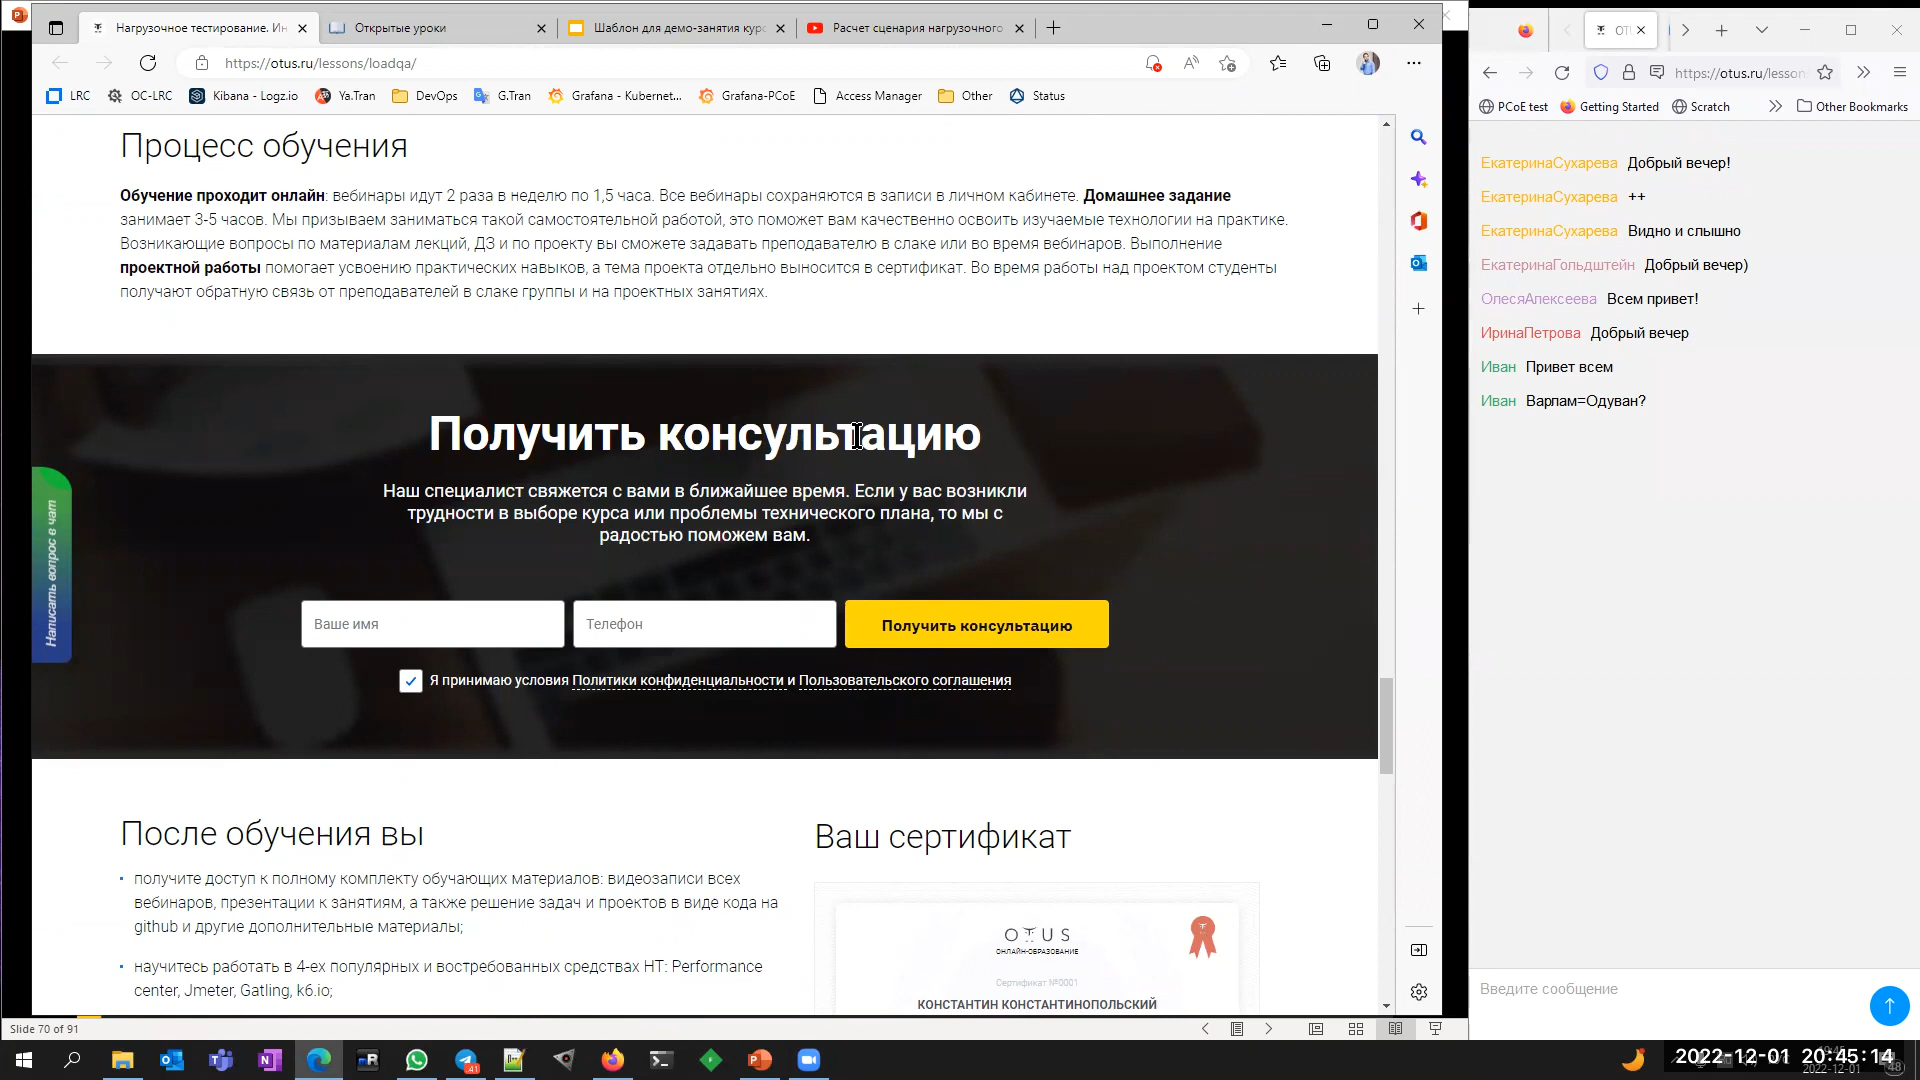 Нагрузочное тестирование. Ин
Открытые уроки
Шаблон для демо-занятия курс
Расчет сценария нагрузочного
https://otus.ru/lessons/loadqa/
LRC
OC-LRC
Kibana - Logz.io
Ya.Tran
DevOps
G.Tran
Grafana - Kubernet...
Grafana-PCoE
Access Manager
Other
Status
Процесс обучения
Обучение проходит онлайн: вебинары идут 2 раза в неделю по 1,5 часа. Все вебинары сохраняются в записи в личном кабинете. Домашнее задание
занимает 3-5 часов. Мы призываем заниматься такой самостоятельной работой, это поможет вам качественно освоить изучаемые технологии на практике.
Возникающие вопросы по материалам лекций, ДЗ и по проекту вы сможете задавать преподавателю в слаке или во время вебинаров. Выполнение
проектной работы помогает усвоению практических навыков, а тема проекта отдельно выносится в сертификат. Во время работы над проектом студенты
получают обратную связь от преподавателей в слаке группы и на проектных занятиях.
Получить консультацию
Наш специалист свяжется с вами в ближайшее время. Если у вас возникли
трудности в выборе курса или проблемы технического плана, то мы с
радостью поможем вам.
Написать вопрос в чат
Ваше имя
Телефон
Получить консультацию
Я принимаю условия Политики конфиденциальности и Пользовательского соглашения
После обучения вы
получите доступ к полному комплекту обучающих материалов: видеозаписи всех
вебинаров, презентации к занятиям, а также решение задач и проектов в виде кода на
github и другие дополнительные материалы;
научитесь работать в 4-ех популярных и востребованных средствах НТ: Performance
center, Jmeter, Gatling, k6.io;
Ваш сертификат
OTUS
ОНЛАЙН-ОБРАЗОВАНИЕ
Сертификат №0001
КОНСТАНТИН КОНСТАНТИНОПОЛЬСКИЙ
Slide 70 of 91
https://otus.ru/lesson
PCoE test
Getting Started
Scratch
Other Bookmarks
ЕкатеринаСухарева Добрый вечер!
ЕкатеринаСухарева ++
ЕкатеринаСухарева Видно и слышно
ЕкатеринаГольдштейн Добрый вечер)
ОлесяАлексеева Всем привет!
ИринаПетрова Добрый вечер
Иван Привет всем
Иван Варлам=Одуван?
Введите сообщение
2022-12-01 20:45:14
2022-12-01